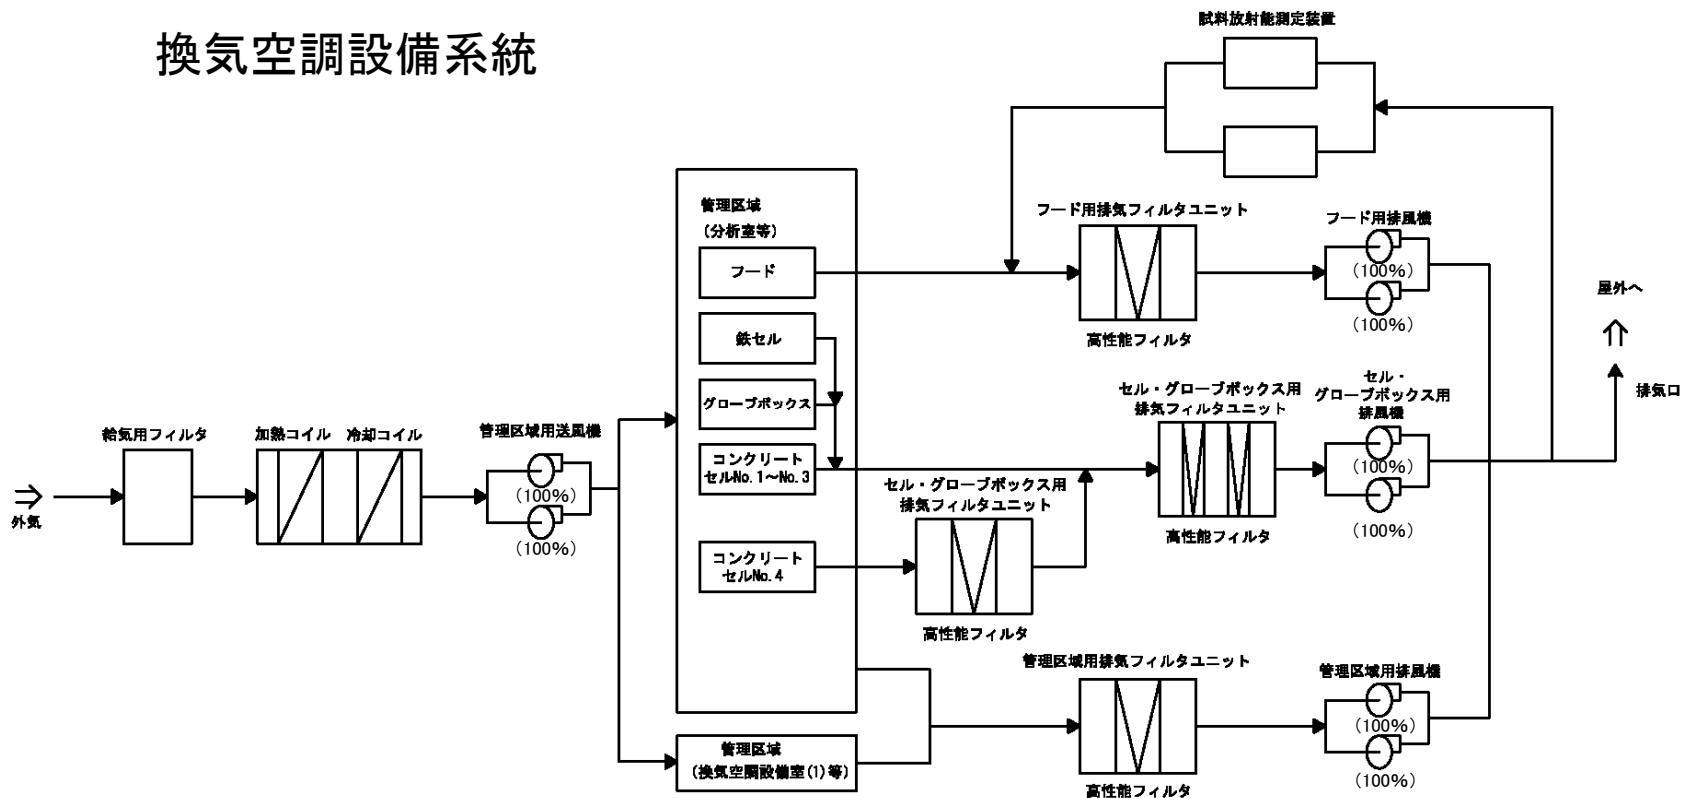 換気空調設備系統
試料放射能測定装置
管理区域
(分析室等)
フード
鉄セル
グローブボックス
コンクリート
セルNo.1～No.3
コンクリート
セルNo.4
管理区域
(換気空調設備室(1)等)
外気
給気用フィルタ
加熱コイル
冷却コイル
管理区域用送風機
(100%)
(100%)
フード用排気フィルタユニット
高性能フィルタ
フード用排風機
(100%)
(100%)
セル・グローブボックス用
排気フィルタユニット
高性能フィルタ
セル・グローブボックス用
排気フィルタユニット
高性能フィルタ
セル・
グローブボックス用
排風機
(100%)
(100%)
管理区域用排気フィルタユニット
高性能フィルタ
管理区域用排風機
(100%)
(100%)
屋外へ
排気口